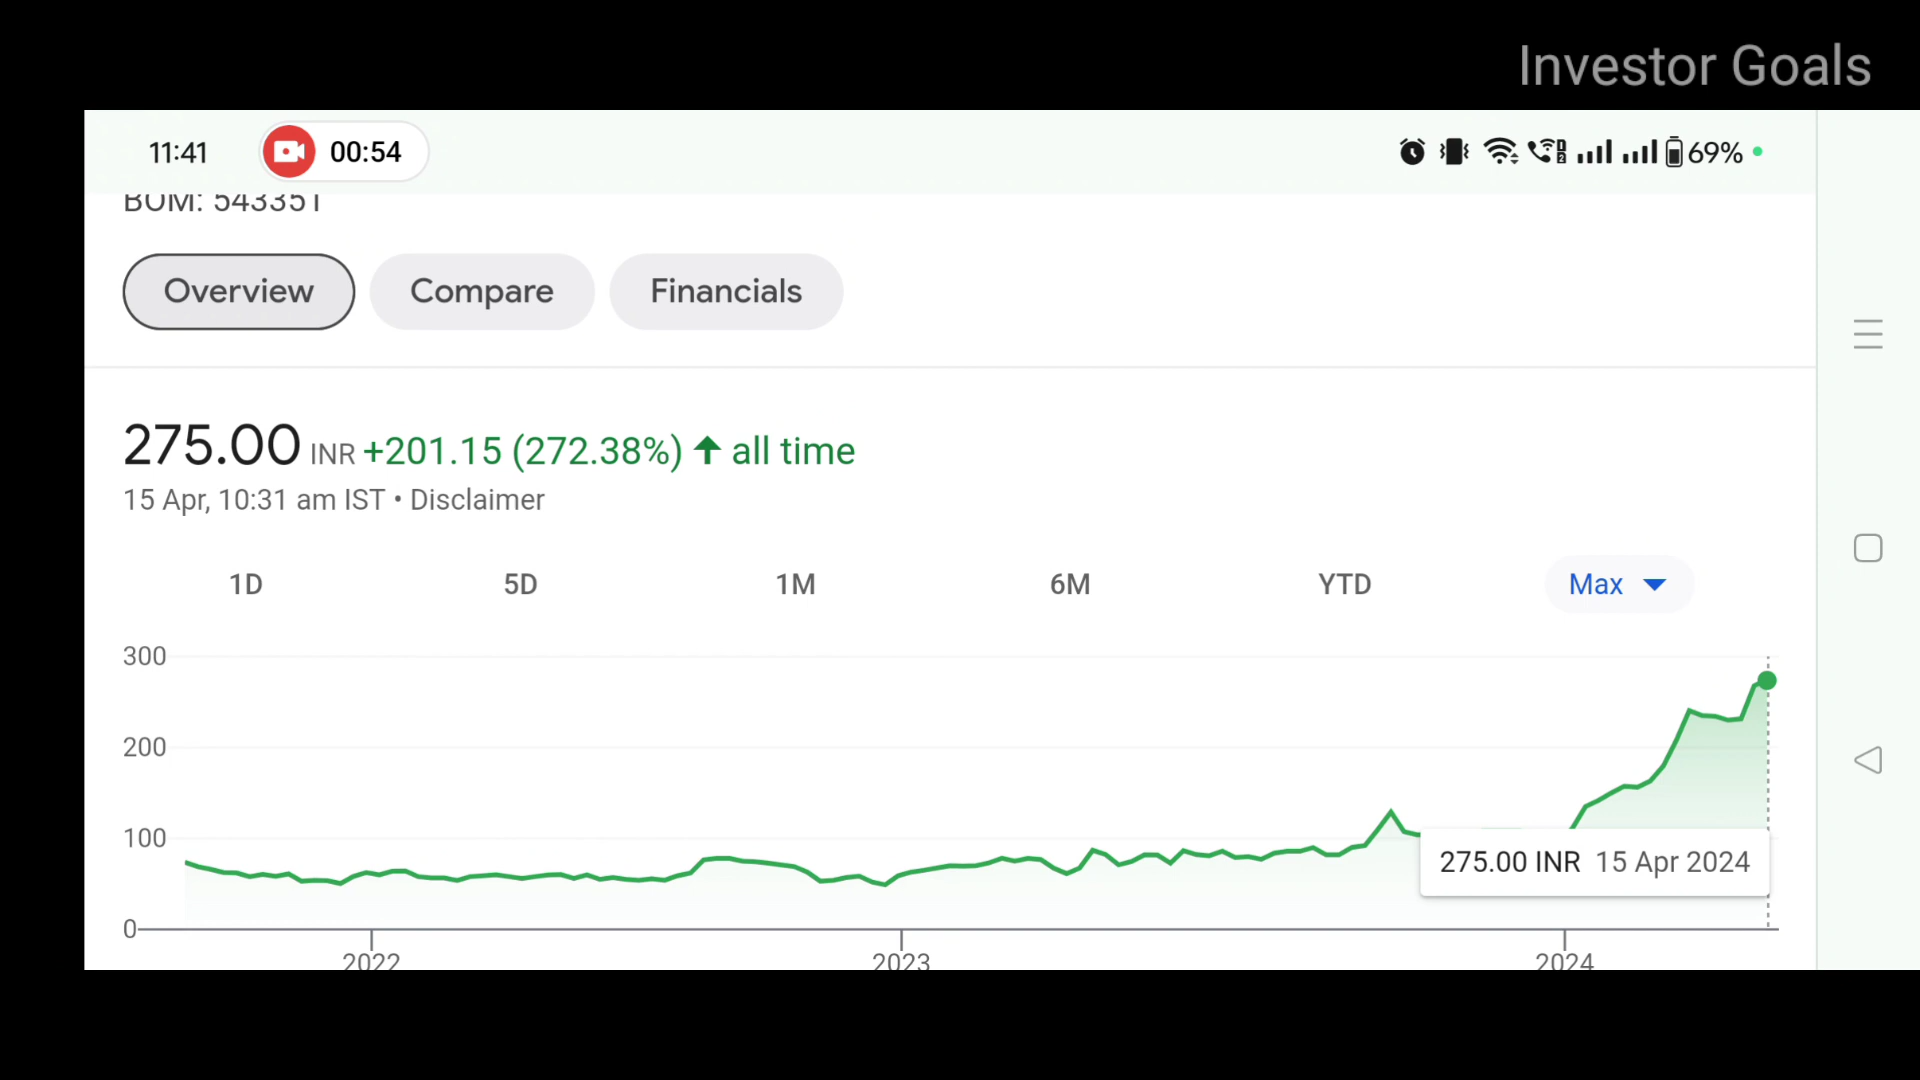 Investor Goals
11:41
00:54
69%
BOM: 543351
Overview
Compare
Financials
275.00 INR +201.15 (272.38%) ↑ all time
15 Apr, 10:31 am IST • Disclaimer
1D 5D 1M 6M YTD Max
300
200
100
0
275.00 INR 15 Apr 2024
2022 2023 2024